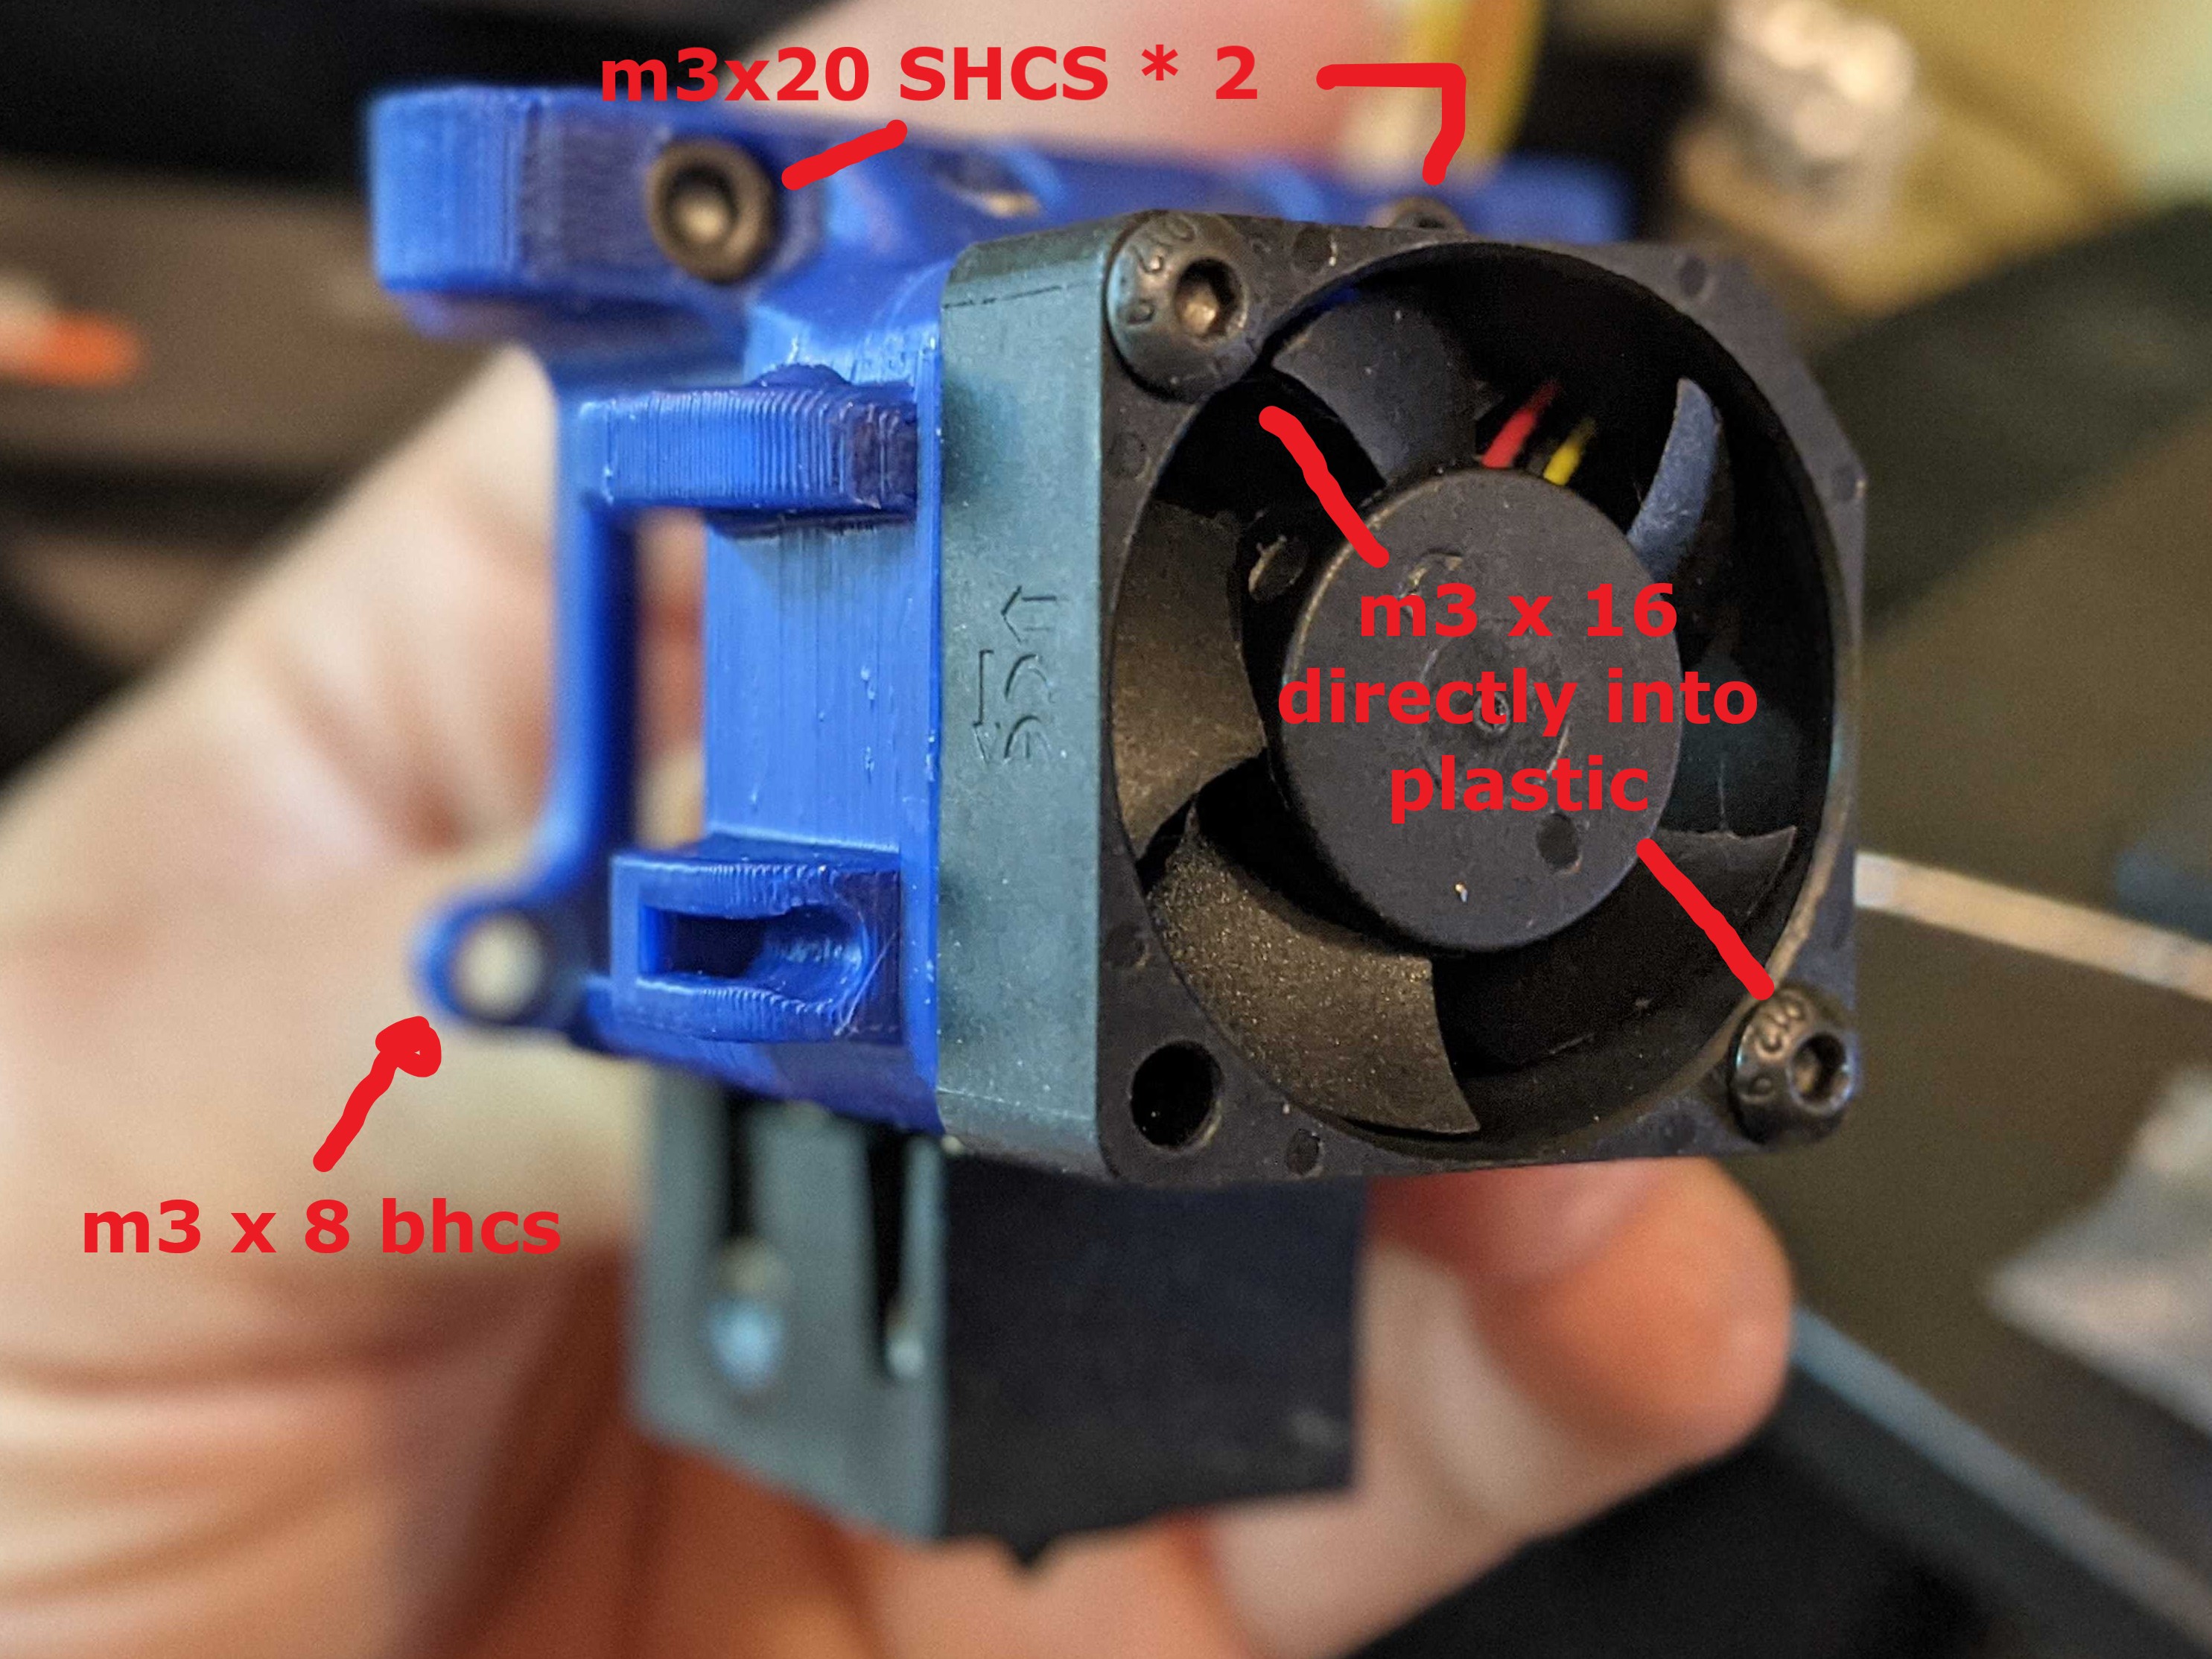 m3x20 SHCS * 2
m3 x 16
directly into
plastic
m3 x 8 bhcs